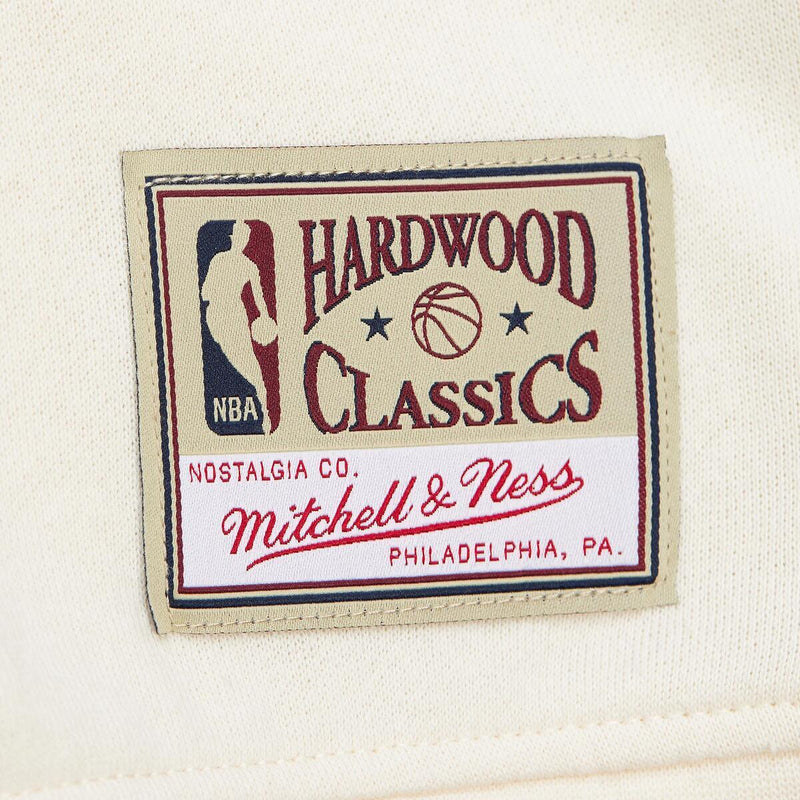 HARDWOOD
CLASSICS
NBA
NOSTALGIA CO.
Mitchell & Ness
PHILADELPHIA, PA.